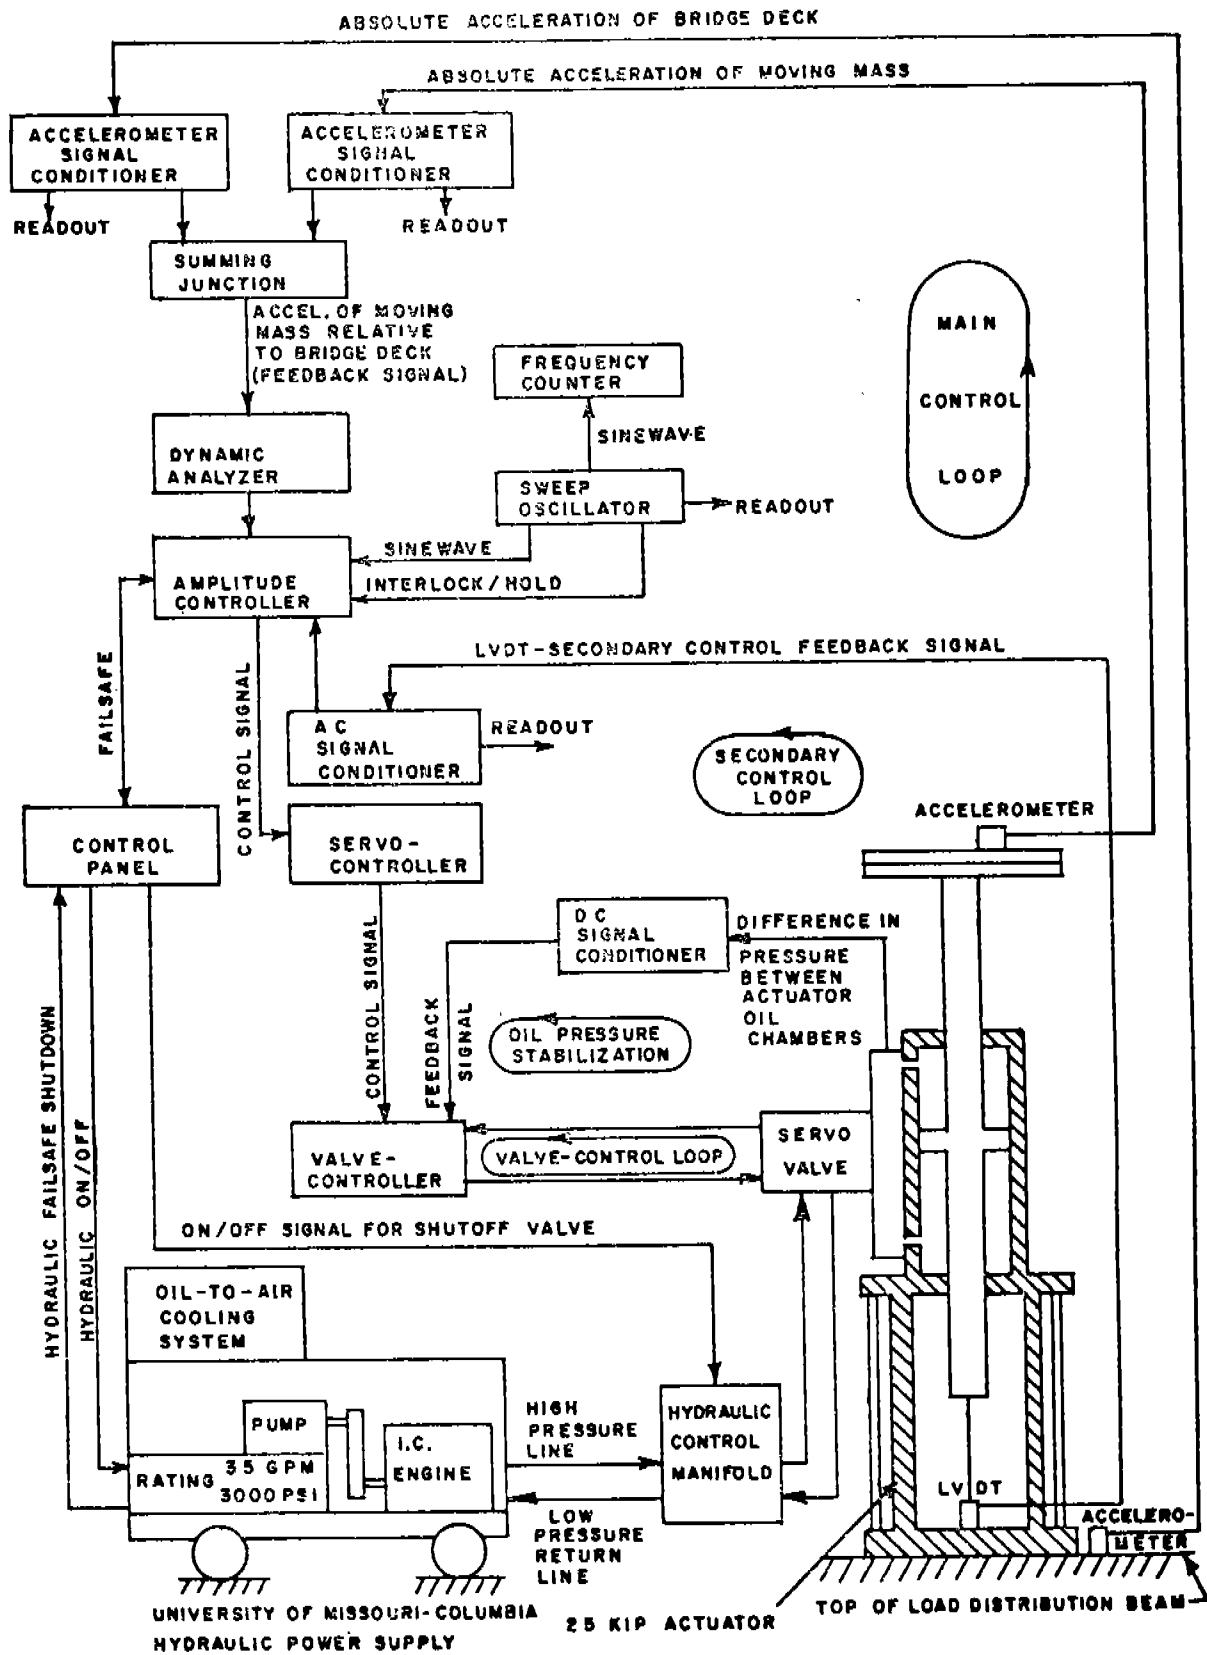 ABSOLUTE ACCELERATION OF BRIDGE DECK
ABSOLUTE ACCELERATION OF MOVING MASS
ACCELEROMETER
SIGNAL
CONDITIONER
ACCELEROMETER
SIGNAL
CONDITIONER
READOUT
READOUT
SUMMING
JUNCTION
ACCEL. OF MOVING
MASS RELATIVE
TO BRIDGE DECK
(FEEDBACK SIGNAL)
MAIN
CONTROL
LOOP
FREQUENCY
COUNTER
SINEWAVE
DYNAMIC
ANALYZER
SWEEP
OSCILLATOR
READOUT
SINEWAVE
INTERLOCK/HOLD
AMPLITUDE
CONTROLLER
LVDT-SECONDARY CONTROL FEEDBACK SIGNAL
FAILSAFE
CONTROL SIGNAL
AC
SIGNAL
CONDITIONER
READOUT
SECONDARY
CONTROL
LOOP
ACCELEROMETER
CONTROL
PANEL
SERVO-
CONTROLLER
DC
SIGNAL
CONDITIONER
DIFFERENCE IN
PRESSURE
BETWEEN
ACTUATOR
OIL
CHAMBERS
CONTROL SIGNAL
FEEDBACK
SIGNAL
OIL PRESSURE
STABILIZATION
HYDRAULIC FAILSAFE SHUTDOWN
HYDRAULIC ON/OFF
VALVE-
CONTROLLER
VALVE-CONTROL LOOP
SERVO
VALVE
ON/OFF SIGNAL FOR SHUTOFF VALVE
OIL-TO-AIR
COOLING
SYSTEM
PUMP
I.C.
ENGINE
RATING
35 GPM
3000 PSI
HIGH
PRESSURE
LINE
HYDRAULIC
CONTROL
MANIFOLD
LOW
PRESSURE
RETURN
LINE
LVDT
ACCELERO-
METER
UNIVERSITY OF MISSOURI-COLUMBIA
HYDRAULIC POWER SUPPLY
25 KIP ACTUATOR
TOP OF LOAD DISTRIBUTION BEAM